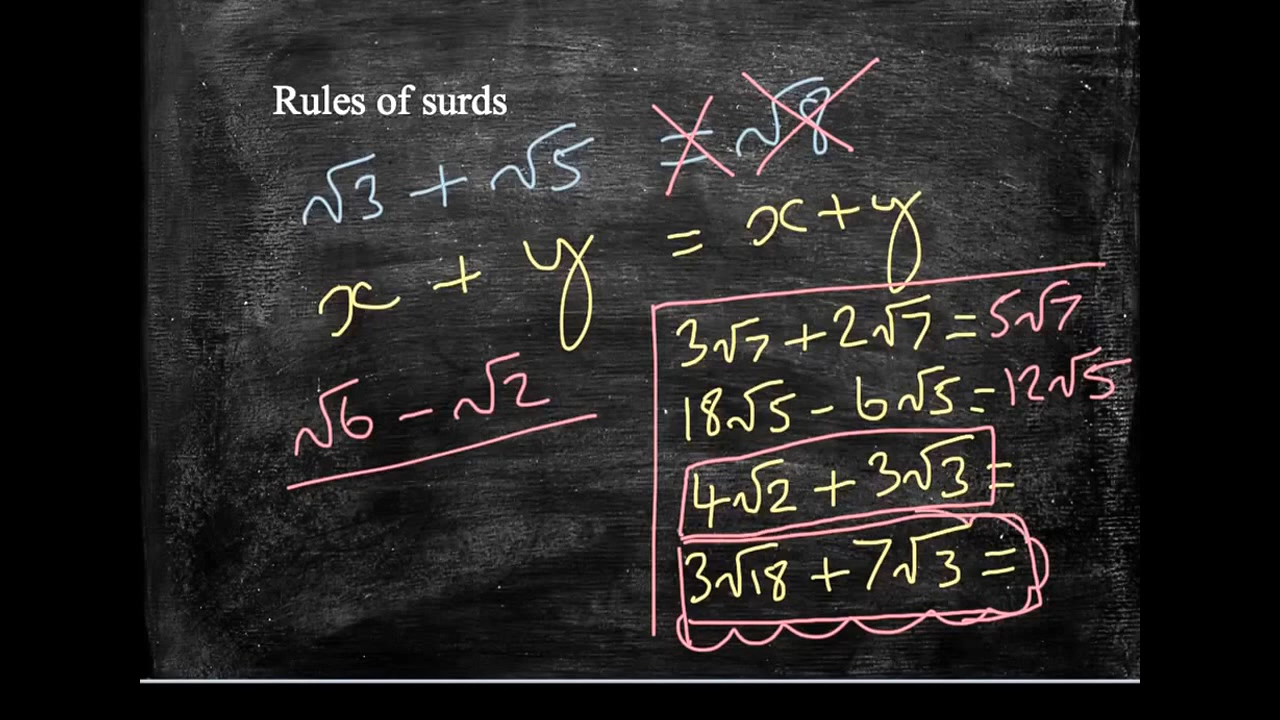 Rules of surds
√3 + √5 = √8
x + y = x + y
3√7 + 2√7 = 5√7
18√5 - 6√5 = 12√5
√6 - √2
4√2 + 3√3 =
3√18 + 7√3 =